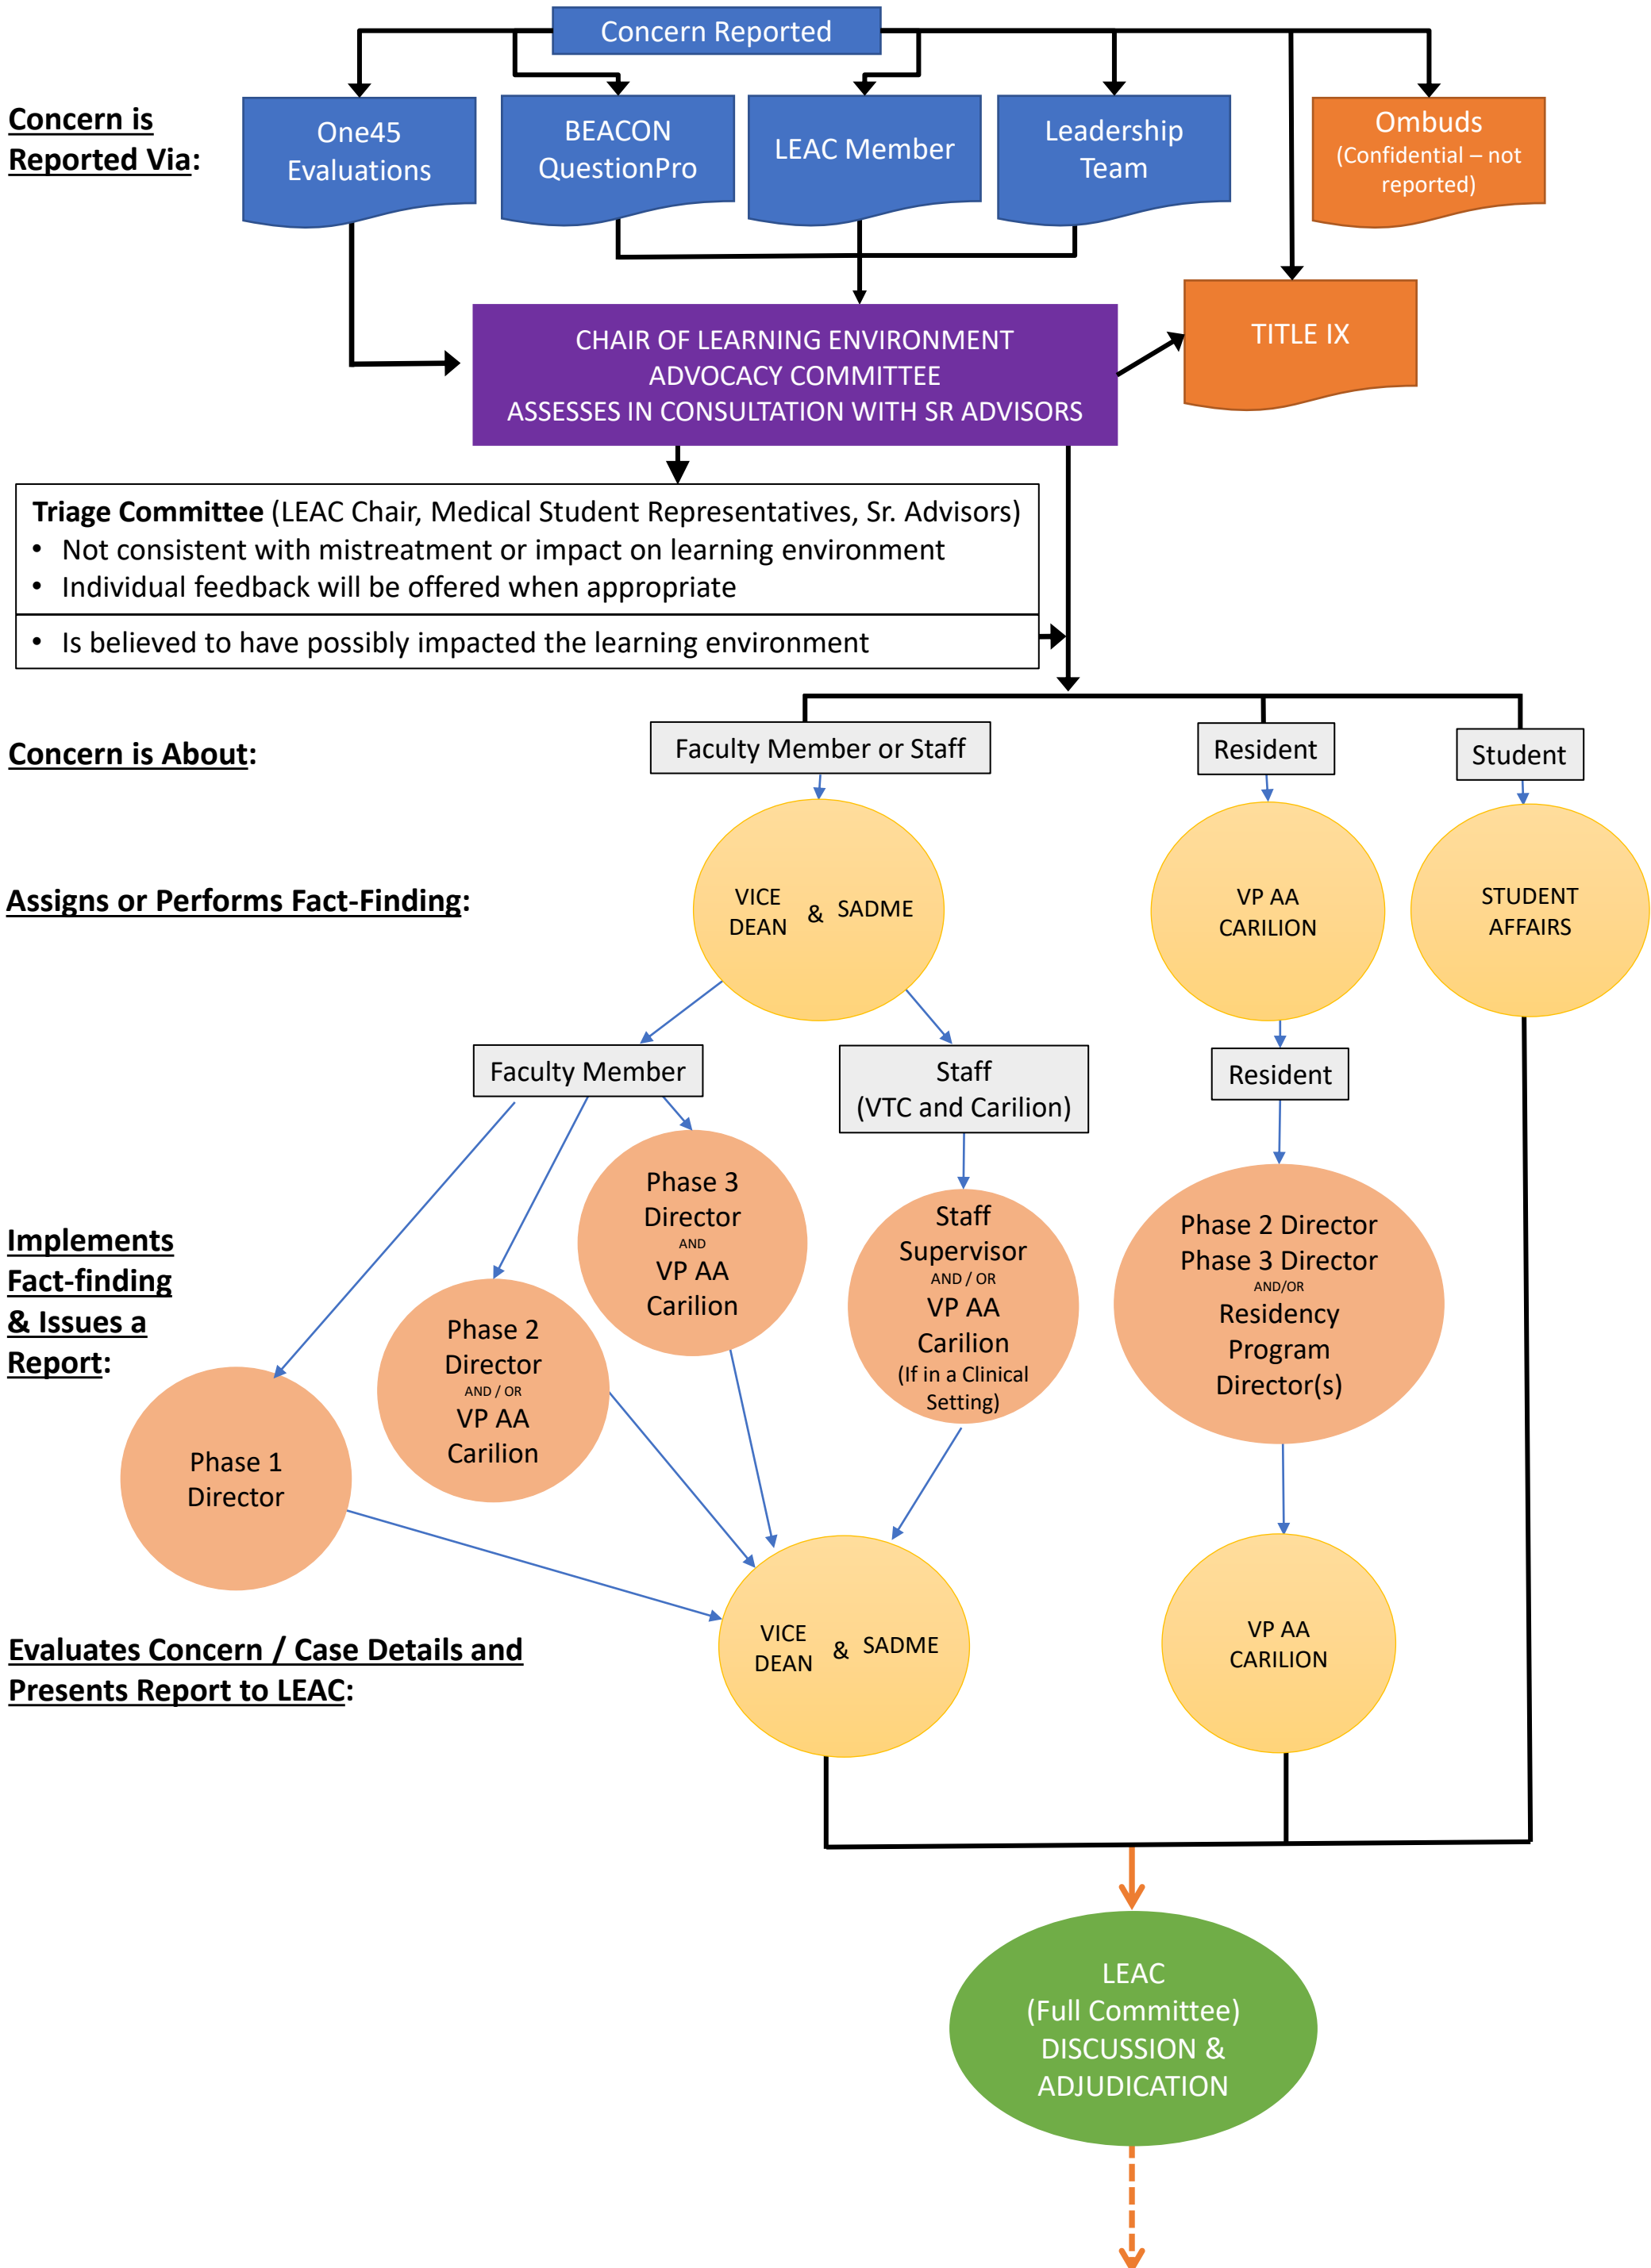 Concern Reported
Concern is
Reported Via:
One45
Evaluations
BEACON
QuestionPro
LEAC Member
Leadership
Team
Ombuds
(Confidential – not
reported)
TITLE IX
CHAIR OF LEARNING ENVIRONMENT
ADVOCACY COMMITTEE
ASSESSES IN CONSULTATION WITH SR ADVISORS
Triage Committee (LEAC Chair, Medical Student Representatives, Sr. Advisors)
• Not consistent with mistreatment or impact on learning environment
• Individual feedback will be offered when appropriate
• Is believed to have possibly impacted the learning environment
Concern is About:
Faculty Member or Staff
Resident
Student
Assigns or Performs Fact-Finding:
VICE
DEAN
& SADME
VP AA
CARILION
STUDENT
AFFAIRS
Faculty Member
Staff
(VTC and Carilion)
Resident
Implements
Fact-finding
& Issues a
Report:
Phase 1
Director
Phase 2
Director
AND / OR
VP AA
Carilion
Phase 3
Director
AND
VP AA
Carilion
Staff
Supervisor
AND / OR
VP AA
Carilion
(If in a Clinical
Setting)
Phase 2 Director
Phase 3 Director
AND/OR
Residency
Program
Director(s)
Evaluates Concern / Case Details and
Presents Report to LEAC:
VICE
DEAN
& SADME
VP AA
CARILION
LEAC
(Full Committee)
DISCUSSION &
ADJUDICATION